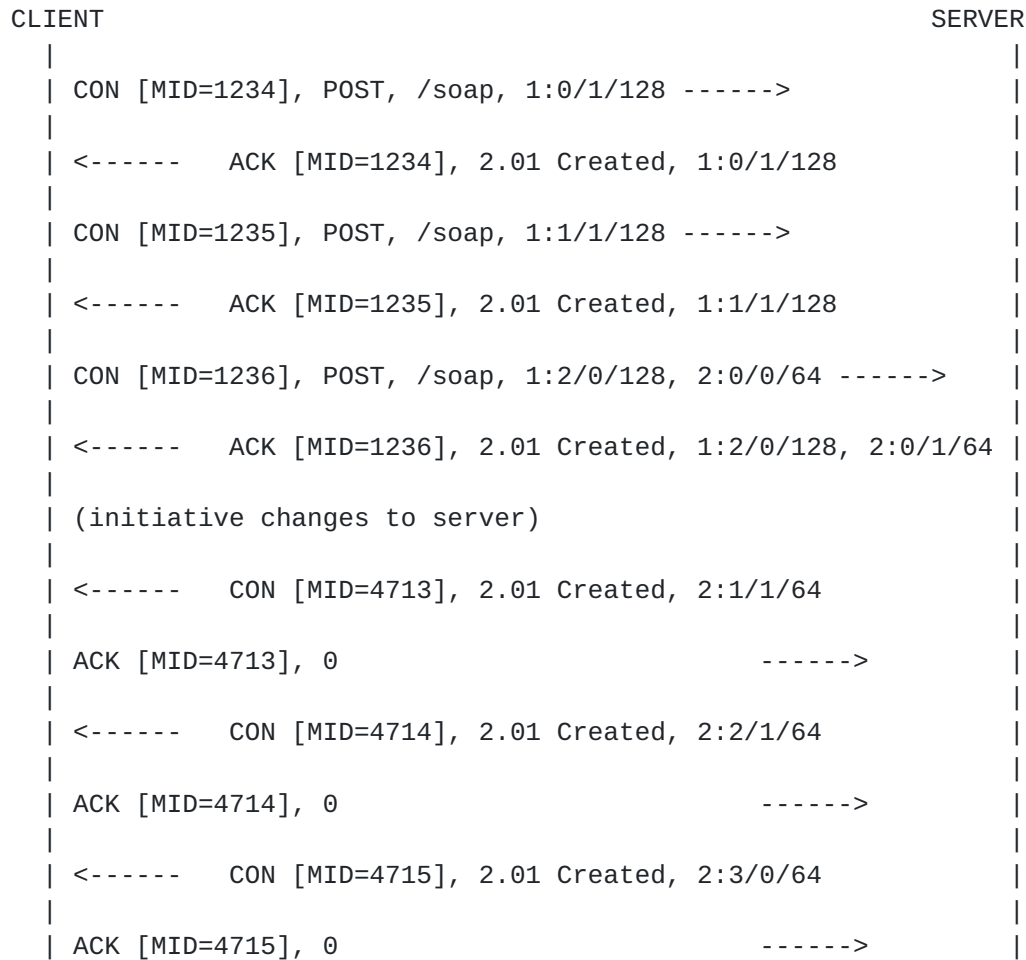 CLIENT                                                     SERVER
  |                                                              |
  | CON [MID=1234], POST, /soap, 1:0/1/128 ------>               |
  |                                                              |
  | <------   ACK [MID=1234], 2.01 Created, 1:0/1/128            |
  |                                                              |
  | CON [MID=1235], POST, /soap, 1:1/1/128 ------>               |
  |                                                              |
  | <------   ACK [MID=1235], 2.01 Created, 1:1/1/128            |
  |                                                              |
  | CON [MID=1236], POST, /soap, 1:2/0/128, 2:0/0/64 ------>     |
  |                                                              |
  | <------   ACK [MID=1236], 2.01 Created, 1:2/0/128, 2:0/1/64 |
  |                                                              |
  | (initiative changes to server)                               |
  |                                                              |
  | <------   CON [MID=4713], 2.01 Created, 2:1/1/64             |
  |                                                              |
  | ACK [MID=4713], 0                           ------>          |
  |                                                              |
  | <------   CON [MID=4714], 2.01 Created, 2:2/1/64             |
  |                                                              |
  | ACK [MID=4714], 0                           ------>          |
  |                                                              |
  | <------   CON [MID=4715], 2.01 Created, 2:3/0/64             |
  |                                                              |
  | ACK [MID=4715], 0                           ------>          |